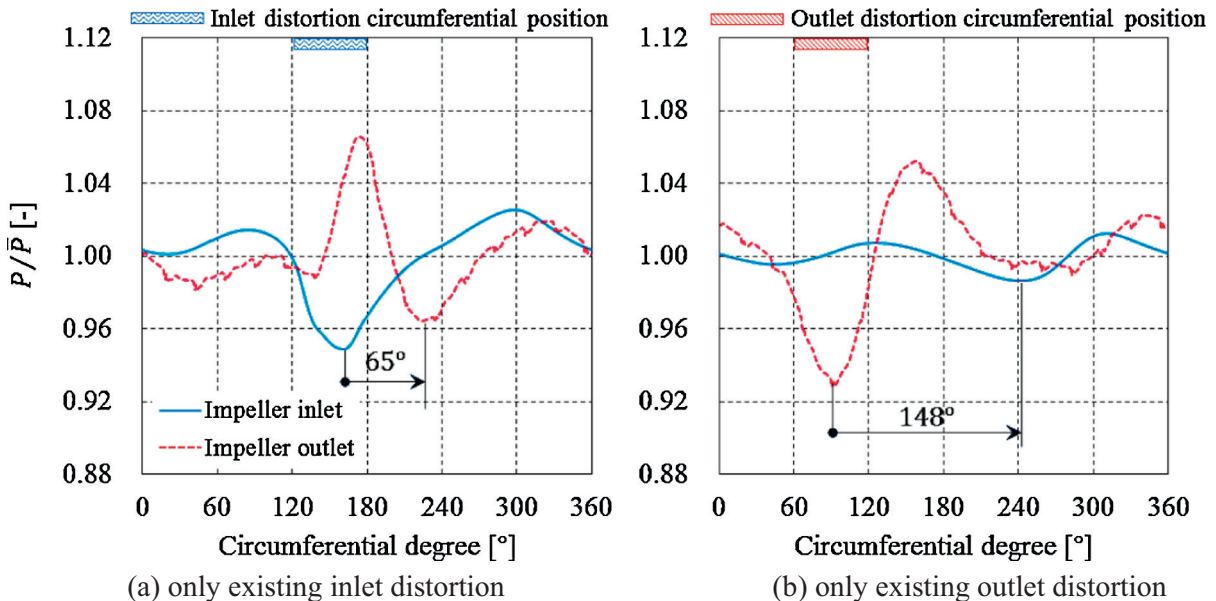 Inlet distortion circumferential position
Outlet distortion circumferential position
P/P̄ [-]
1.12
1.08
1.04
1.00
0.96
0.92
0.88
65°
Impeller inlet
Impeller outlet
0 60 120 180 240 300 360
Circumferential degree [°]
(a) only existing inlet distortion
1.12
1.08
1.04
1.00
0.96
0.92
0.88
148°
0 60 120 180 240 300 360
Circumferential degree [°]
(b) only existing outlet distortion